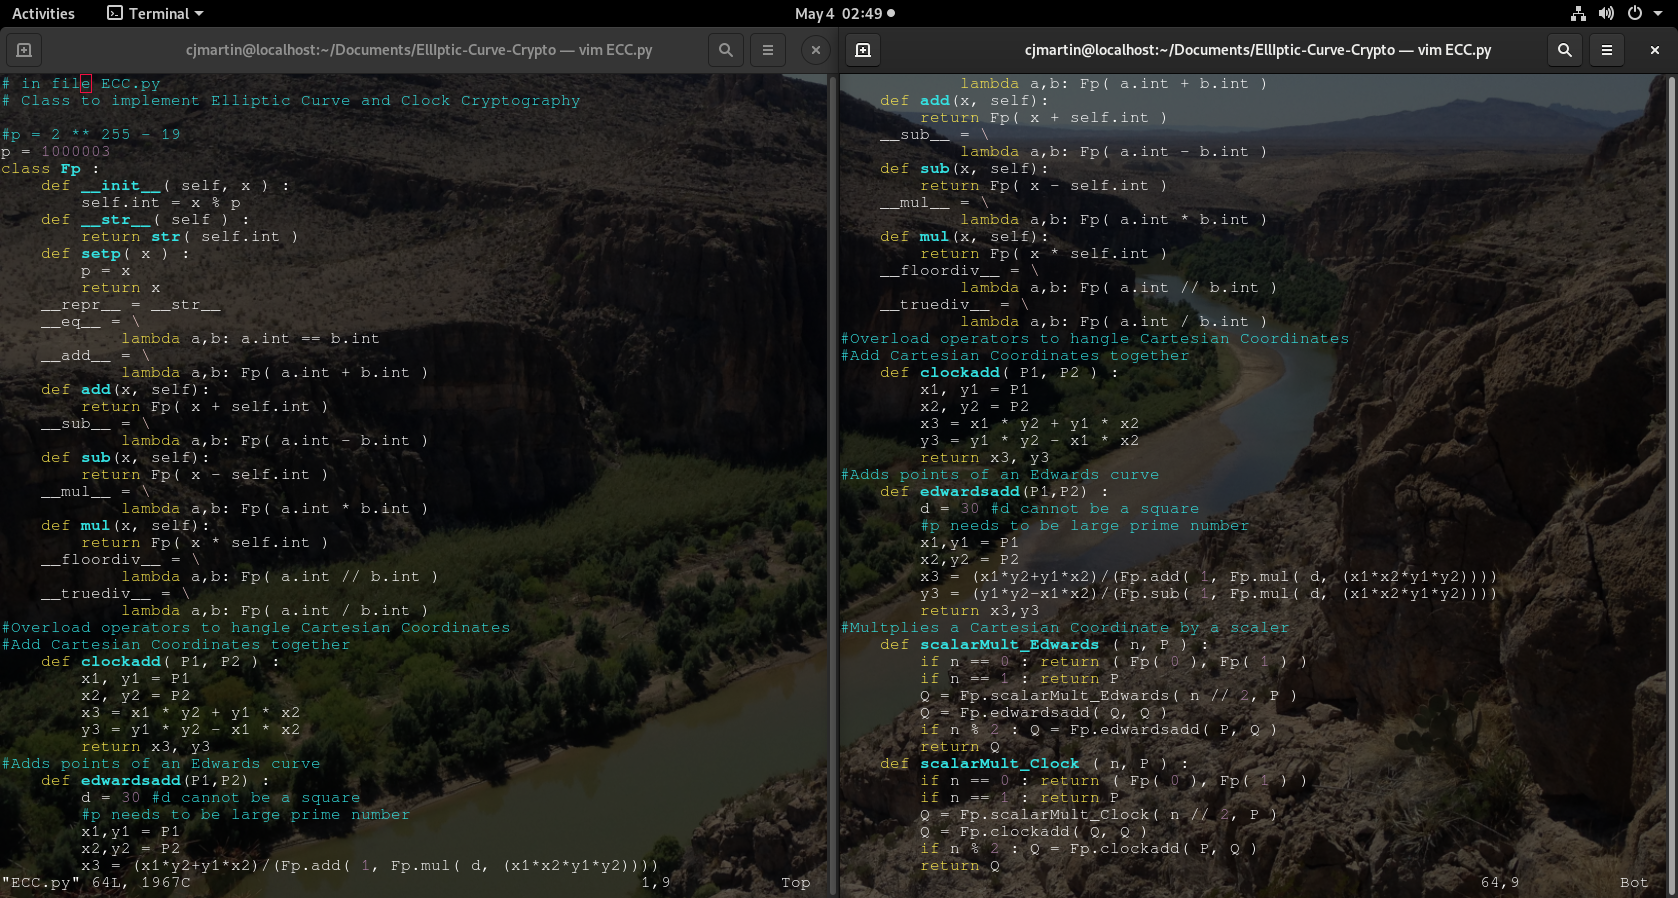 Activities Terminal May 4 02:49
cjmartin@localhost:~/Documents/EllIptic-Curve-Crypto — vim ECC.py
# in file ECC.py
# Class to implement Elliptic Curve and Clock Cryptography
#p = 2 ** 255 - 19
p = 1000003
class Fp :
    def __init__( self, x ) :
        self.int = x % p
    def __str__( self ) :
        return str( self.int )
    def setp( x ) :
        p = x
        return x
    __repr__ = __str__
    __eq__ = \
            lambda a,b: a.int == b.int
    __add__ = \
            lambda a,b: Fp( a.int + b.int )
    def add(x, self):
        return Fp( x + self.int )
    __sub__ = \
            lambda a,b: Fp( a.int - b.int )
    def sub(x, self):
        return Fp( x - self.int )
    __mul__ = \
            lambda a,b: Fp( a.int * b.int )
    def mul(x, self):
        return Fp( x * self.int )
    __floordiv__ = \
            lambda a,b: Fp( a.int // b.int )
    __truediv__ = \
            lambda a,b: Fp( a.int / b.int )
#Overload operators to hangle Cartesian Coordinates
#Add Cartesian Coordinates together
    def clockadd( P1, P2 ) :
        x1, y1 = P1
        x2, y2 = P2
        x3 = x1 * y2 + y1 * x2
        y3 = y1 * y2 - x1 * x2
        return x3, y3
#Adds points of an Edwards curve
    def edwardsadd(P1,P2) :
        d = 30 #d cannot be a square
        #p needs to be large prime number
        x1,y1 = P1
        x2,y2 = P2
        x3 = (x1*y2+y1*x2)/(Fp.add( 1, Fp.mul( d, (x1*x2*y1*y2))))
"ECC.py" 64L, 1967C 1,9 Top
cjmartin@localhost:~/Documents/EllIptic-Curve-Crypto — vim ECC.py
            lambda a,b: Fp( a.int + b.int )
    def add(x, self):
        return Fp( x + self.int )
    __sub__ = \
            lambda a,b: Fp( a.int - b.int )
    def sub(x, self):
        return Fp( x - self.int )
    __mul__ = \
            lambda a,b: Fp( a.int * b.int )
    def mul(x, self):
        return Fp( x * self.int )
    __floordiv__ = \
            lambda a,b: Fp( a.int // b.int )
    __truediv__ = \
            lambda a,b: Fp( a.int / b.int )
#Overload operators to hangle Cartesian Coordinates
#Add Cartesian Coordinates together
    def clockadd( P1, P2 ) :
        x1, y1 = P1
        x2, y2 = P2
        x3 = x1 * y2 + y1 * x2
        y3 = y1 * y2 - x1 * x2
        return x3, y3
#Adds points of an Edwards curve
    def edwardsadd(P1,P2) :
        d = 30 #d cannot be a square
        #p needs to be large prime number
        x1,y1 = P1
        x2,y2 = P2
        x3 = (x1*y2+y1*x2)/(Fp.add( 1, Fp.mul( d, (x1*x2*y1*y2))))
        y3 = (y1*y2-x1*x2)/(Fp.sub( 1, Fp.mul( d, (x1*x2*y1*y2))))
        return x3,y3
#Multplies a Cartesian Coordinate by a scaler
    def scalarMult_Edwards ( n, P ) :
        if n == 0 : return ( Fp( 0 ), Fp( 1 ) )
        if n == 1 : return P
        Q = Fp.scalarMult_Edwards( n // 2, P )
        Q = Fp.edwardsadd( Q, Q )
        if n % 2 : Q = Fp.edwardsadd( P, Q )
        return Q
    def scalarMult_Clock ( n, P ) :
        if n == 0 : return ( Fp( 0 ), Fp( 1 ) )
        if n == 1 : return P
        Q = Fp.scalarMult_Clock( n // 2, P )
        Q = Fp.clockadd( Q, Q )
        if n % 2 : Q = Fp.clockadd( P, Q )
        return Q
64,9 Bot